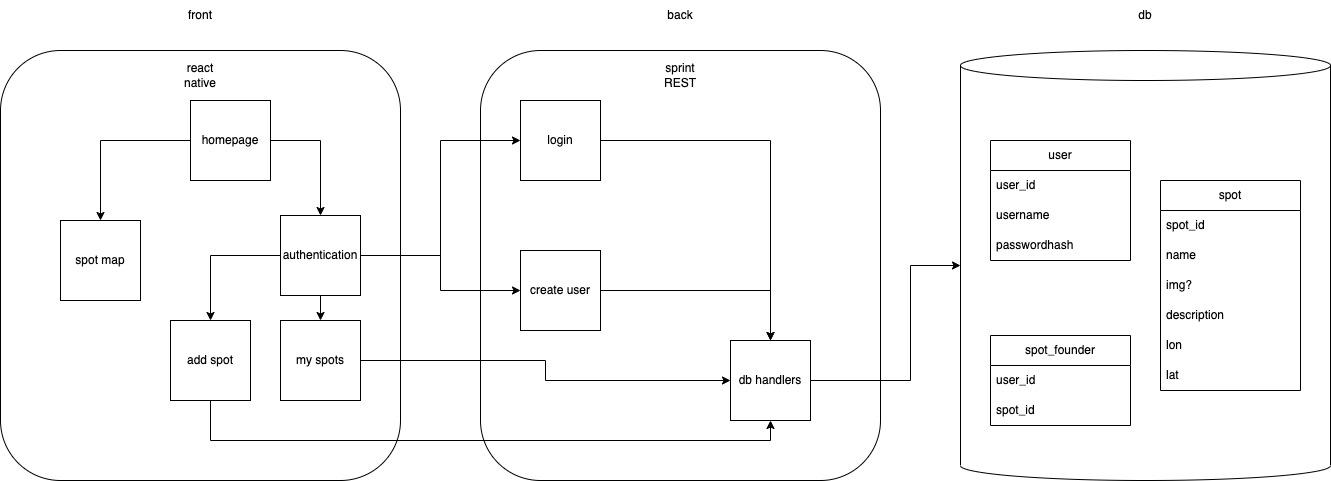 front
back
db
react
native
homepage
spot map
authentication
add spot
my spots
sprint
REST
login
create user
db handlers
user
user_id
username
passwordhash
spot_founder
user_id
spot_id
spot
spot_id
name
img?
description
lon
lat